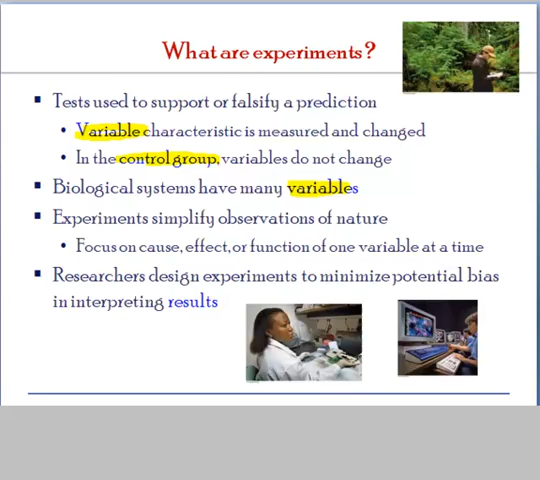 What are experiments?
▪ Tests used to support or falsify a prediction
• Variable characteristic is measured and changed
• In the control group, variables do not change
▪ Biological systems have many variables
▪ Experiments simplify observations of nature
• Focus on cause, effect, or function of one variable at a time
▪ Researchers design experiments to minimize potential bias
in interpreting results